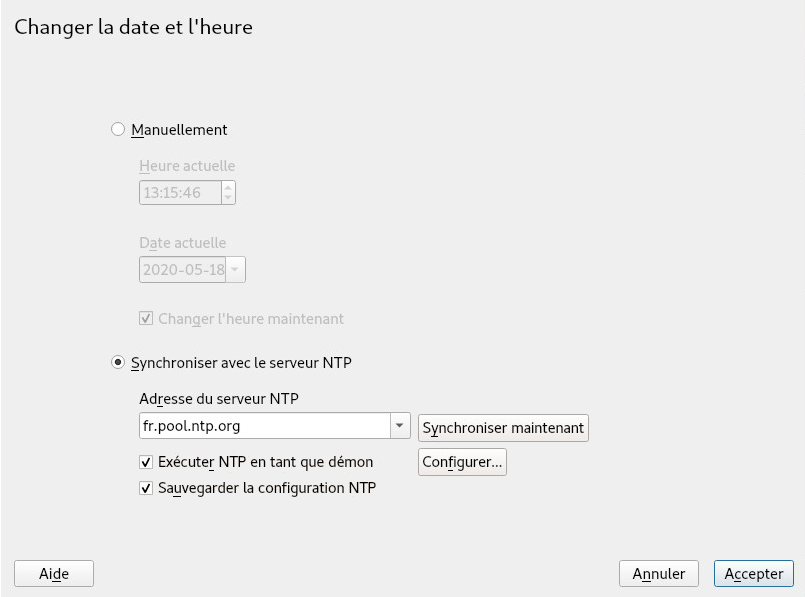 Changer la date et l'heure
Manuellement
Heure actuelle
13:15:46
Date actuelle
2020-05-18
Changer l'heure maintenant
Synchroniser avec le serveur NTP
Adresse du serveur NTP
fr.pool.ntp.org
Synchroniser maintenant
Exécuter NTP en tant que démon
Configurer...
Sauvegarder la configuration NTP
Aide
Annuler
Accepter